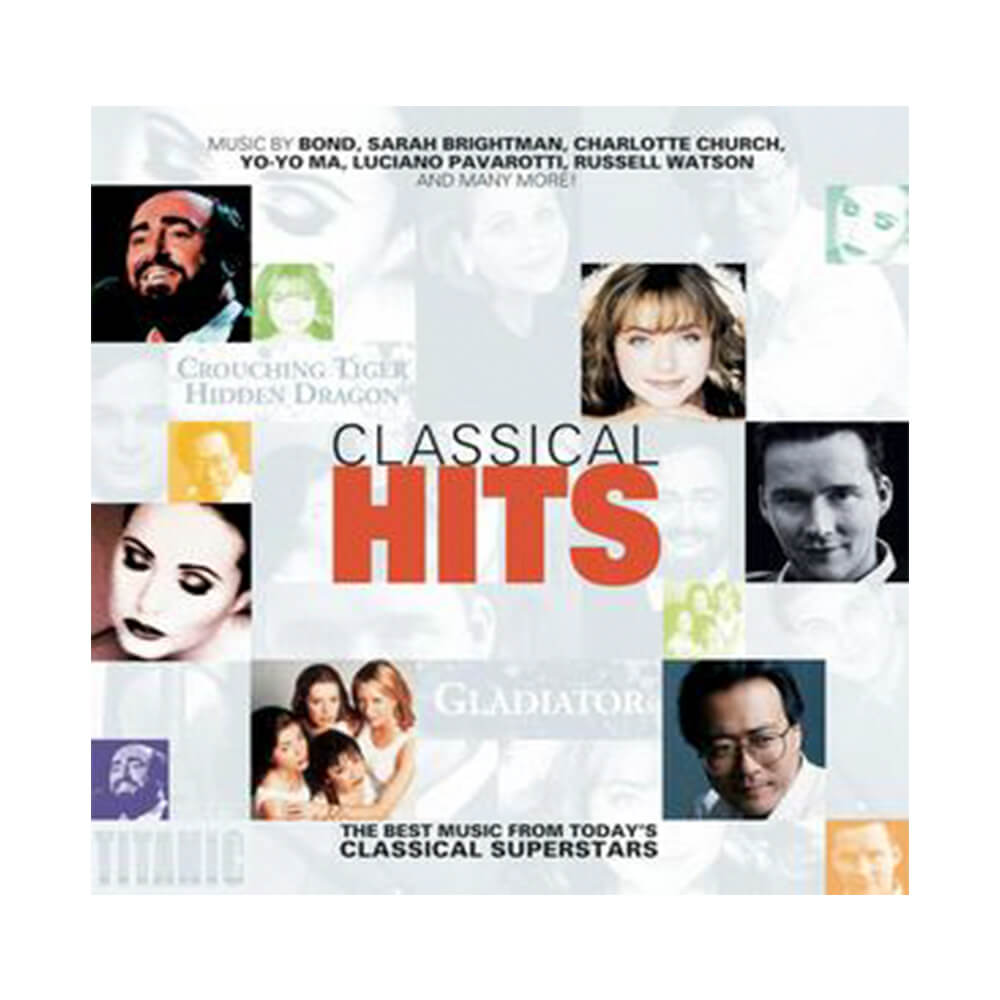 MUSIC BY BOND, SARAH BRIGHTMAN, CHARLOTTE CHURCH,
YO-YO MA, LUCIANO PAVAROTTI, RUSSELL WATSON
AND MANY MORE!
CROUCHING TIGER
HIDDEN DRAGON
CLASSICAL
HITS
GLADIATOR
THE BEST MUSIC FROM TODAY'S
CLASSICAL SUPERSTARS
TITANIC